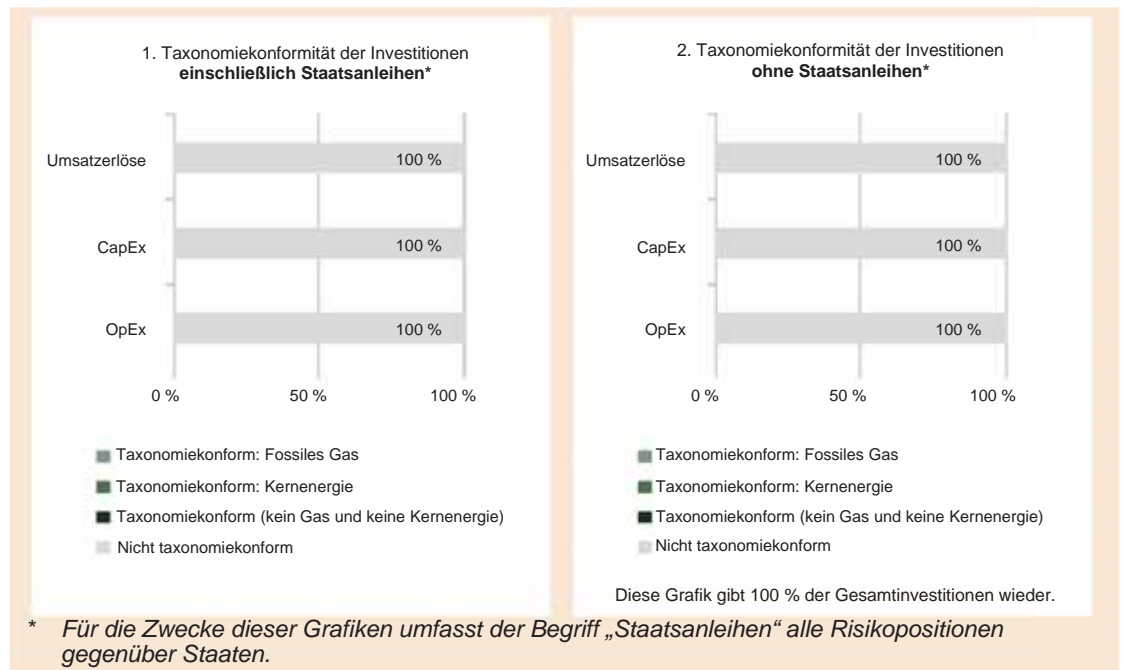 1. Taxonomiekonformität der Investitionen
einschließlich Staatsanleihen*
Umsatzerlöse
100 %
CapEx
100 %
OpEx
100 %
0 %
50 %
100 %
Taxonomiekonform: Fossiles Gas
Taxonomiekonform: Kernenergie
Taxonomiekonform (kein Gas und keine Kernenergie)
Nicht taxonomiekonform
2. Taxonomiekonformität der Investitionen
ohne Staatsanleihen*
Umsatzerlöse
100 %
CapEx
100 %
OpEx
100 %
0 %
50 %
100 %
Taxonomiekonform: Fossiles Gas
Taxonomiekonform: Kernenergie
Taxonomiekonform (kein Gas und keine Kernenergie)
Nicht taxonomiekonform
Diese Grafik gibt 100 % der Gesamtinvestitionen wieder.
* Für die Zwecke dieser Grafiken umfasst der Begriff „Staatsanleihen“ alle Risikopositionen
gegenüber Staaten.